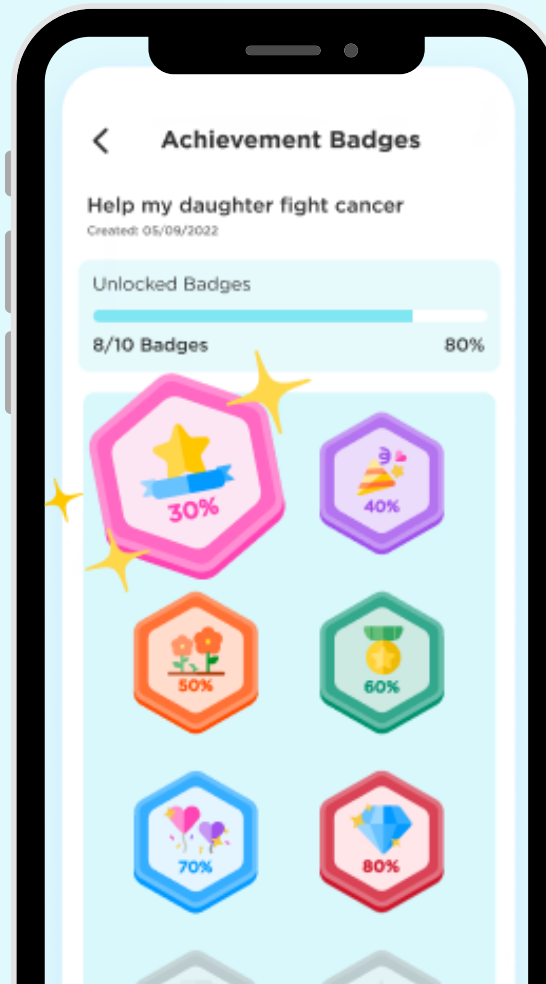 Achievement Badges
Help my daughter fight cancer
Created: 05/09/2022
Unlocked Badges
8/10 Badges 80%
30% 40%
50% 60%
70% 80%